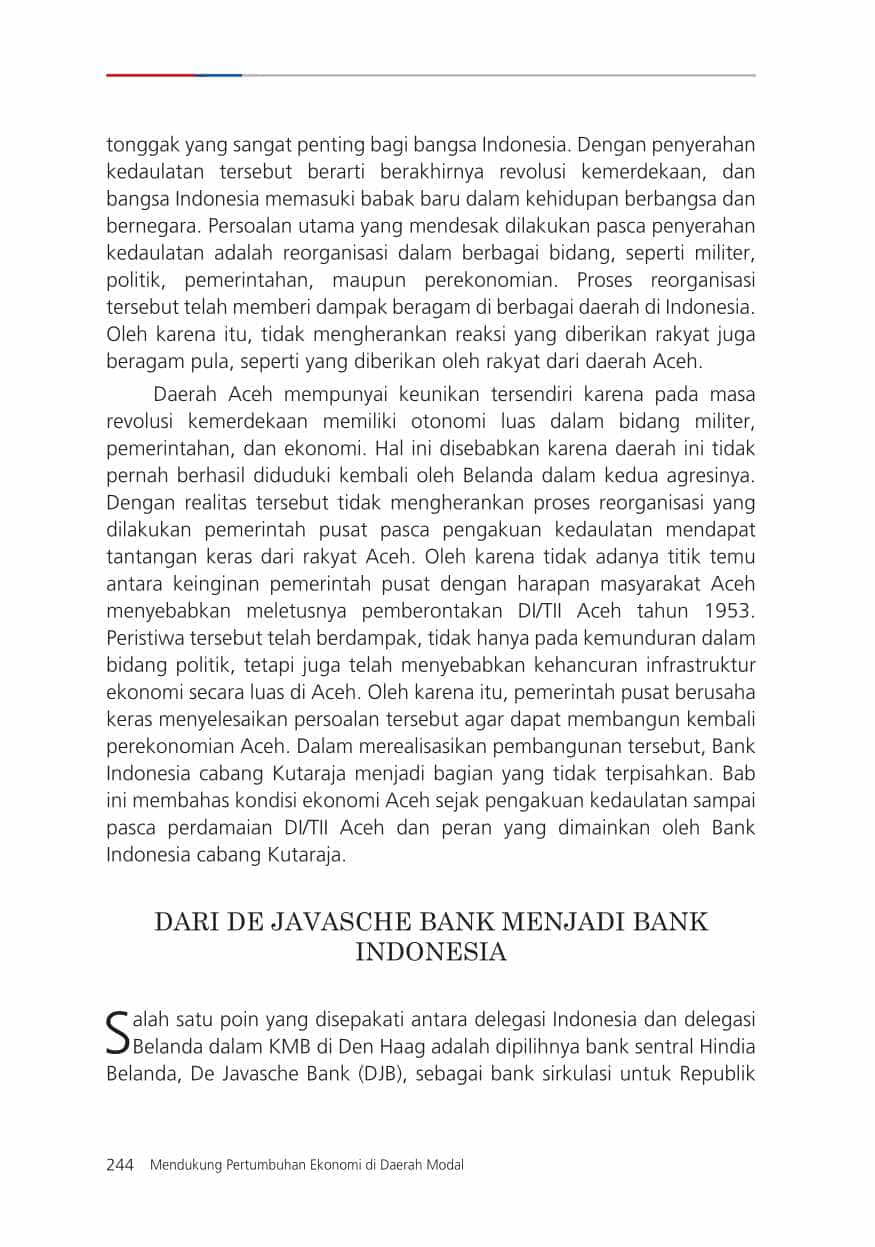 tonggak yang sangat penting bagi bangsa Indonesia. Dengan penyerahan
kedaulatan tersebut berarti berakhirnya revolusi kemerdekaan, dan
bangsa Indonesia memasuki babak baru dalam kehidupan berbangsa dan
bernegara. Persoalan utama yang mendesak dilakukan pasca penyerahan
kedaulatan adalah reorganisasi dalam berbagai bidang, seperti militer,
politik, pemerintahan, maupun perekonomian. Proses reorganisasi
tersebut telah memberi dampak beragam di berbagai daerah di Indonesia.
Oleh karena itu, tidak mengherankan reaksi yang diberikan rakyat juga
beragam pula, seperti yang diberikan oleh rakyat dari daerah Aceh.
Daerah Aceh mempunyai keunikan tersendiri karena pada masa
revolusi kemerdekaan memiliki otonomi luas dalam bidang militer,
pemerintahan, dan ekonomi. Hal ini disebabkan karena daerah ini tidak
pernah berhasil diduduki kembali oleh Belanda dalam kedua agresinya.
Dengan realitas tersebut tidak mengherankan proses reorganisasi yang
dilakukan pemerintah pusat pasca pengakuan kedaulatan mendapat
tantangan keras dari rakyat Aceh. Oleh karena tidak adanya titik temu
antara keinginan pemerintah pusat dengan harapan masyarakat Aceh
menyebabkan meletusnya pemberontakan DI/TII Aceh tahun 1953.
Peristiwa tersebut telah berdampak, tidak hanya pada kemunduran dalam
bidang politik, tetapi juga telah menyebabkan kehancuran infrastruktur
ekonomi secara luas di Aceh. Oleh karena itu, pemerintah pusat berusaha
keras menyelesaikan persoalan tersebut agar dapat membangun kembali
perekonomian Aceh. Dalam merealisasikan pembangunan tersebut, Bank
Indonesia cabang Kutaraja menjadi bagian yang tidak terpisahkan. Bab
ini membahas kondisi ekonomi Aceh sejak pengakuan kedaulatan sampai
pasca perdamaian DI/TII Aceh dan peran yang dimainkan oleh Bank
Indonesia cabang Kutaraja.
DARI DE JAVASCHE BANK MENJADI BANK
INDONESIA
Salah satu poin yang disepakati antara delegasi Indonesia dan delegasi
Belanda dalam KMB di Den Haag adalah dipilihnya bank sentral Hindia
Belanda, De Javasche Bank (DJB), sebagai bank sirkulasi untuk Republik
244 Mendukung Pertumbuhan Ekonomi di Daerah Modal